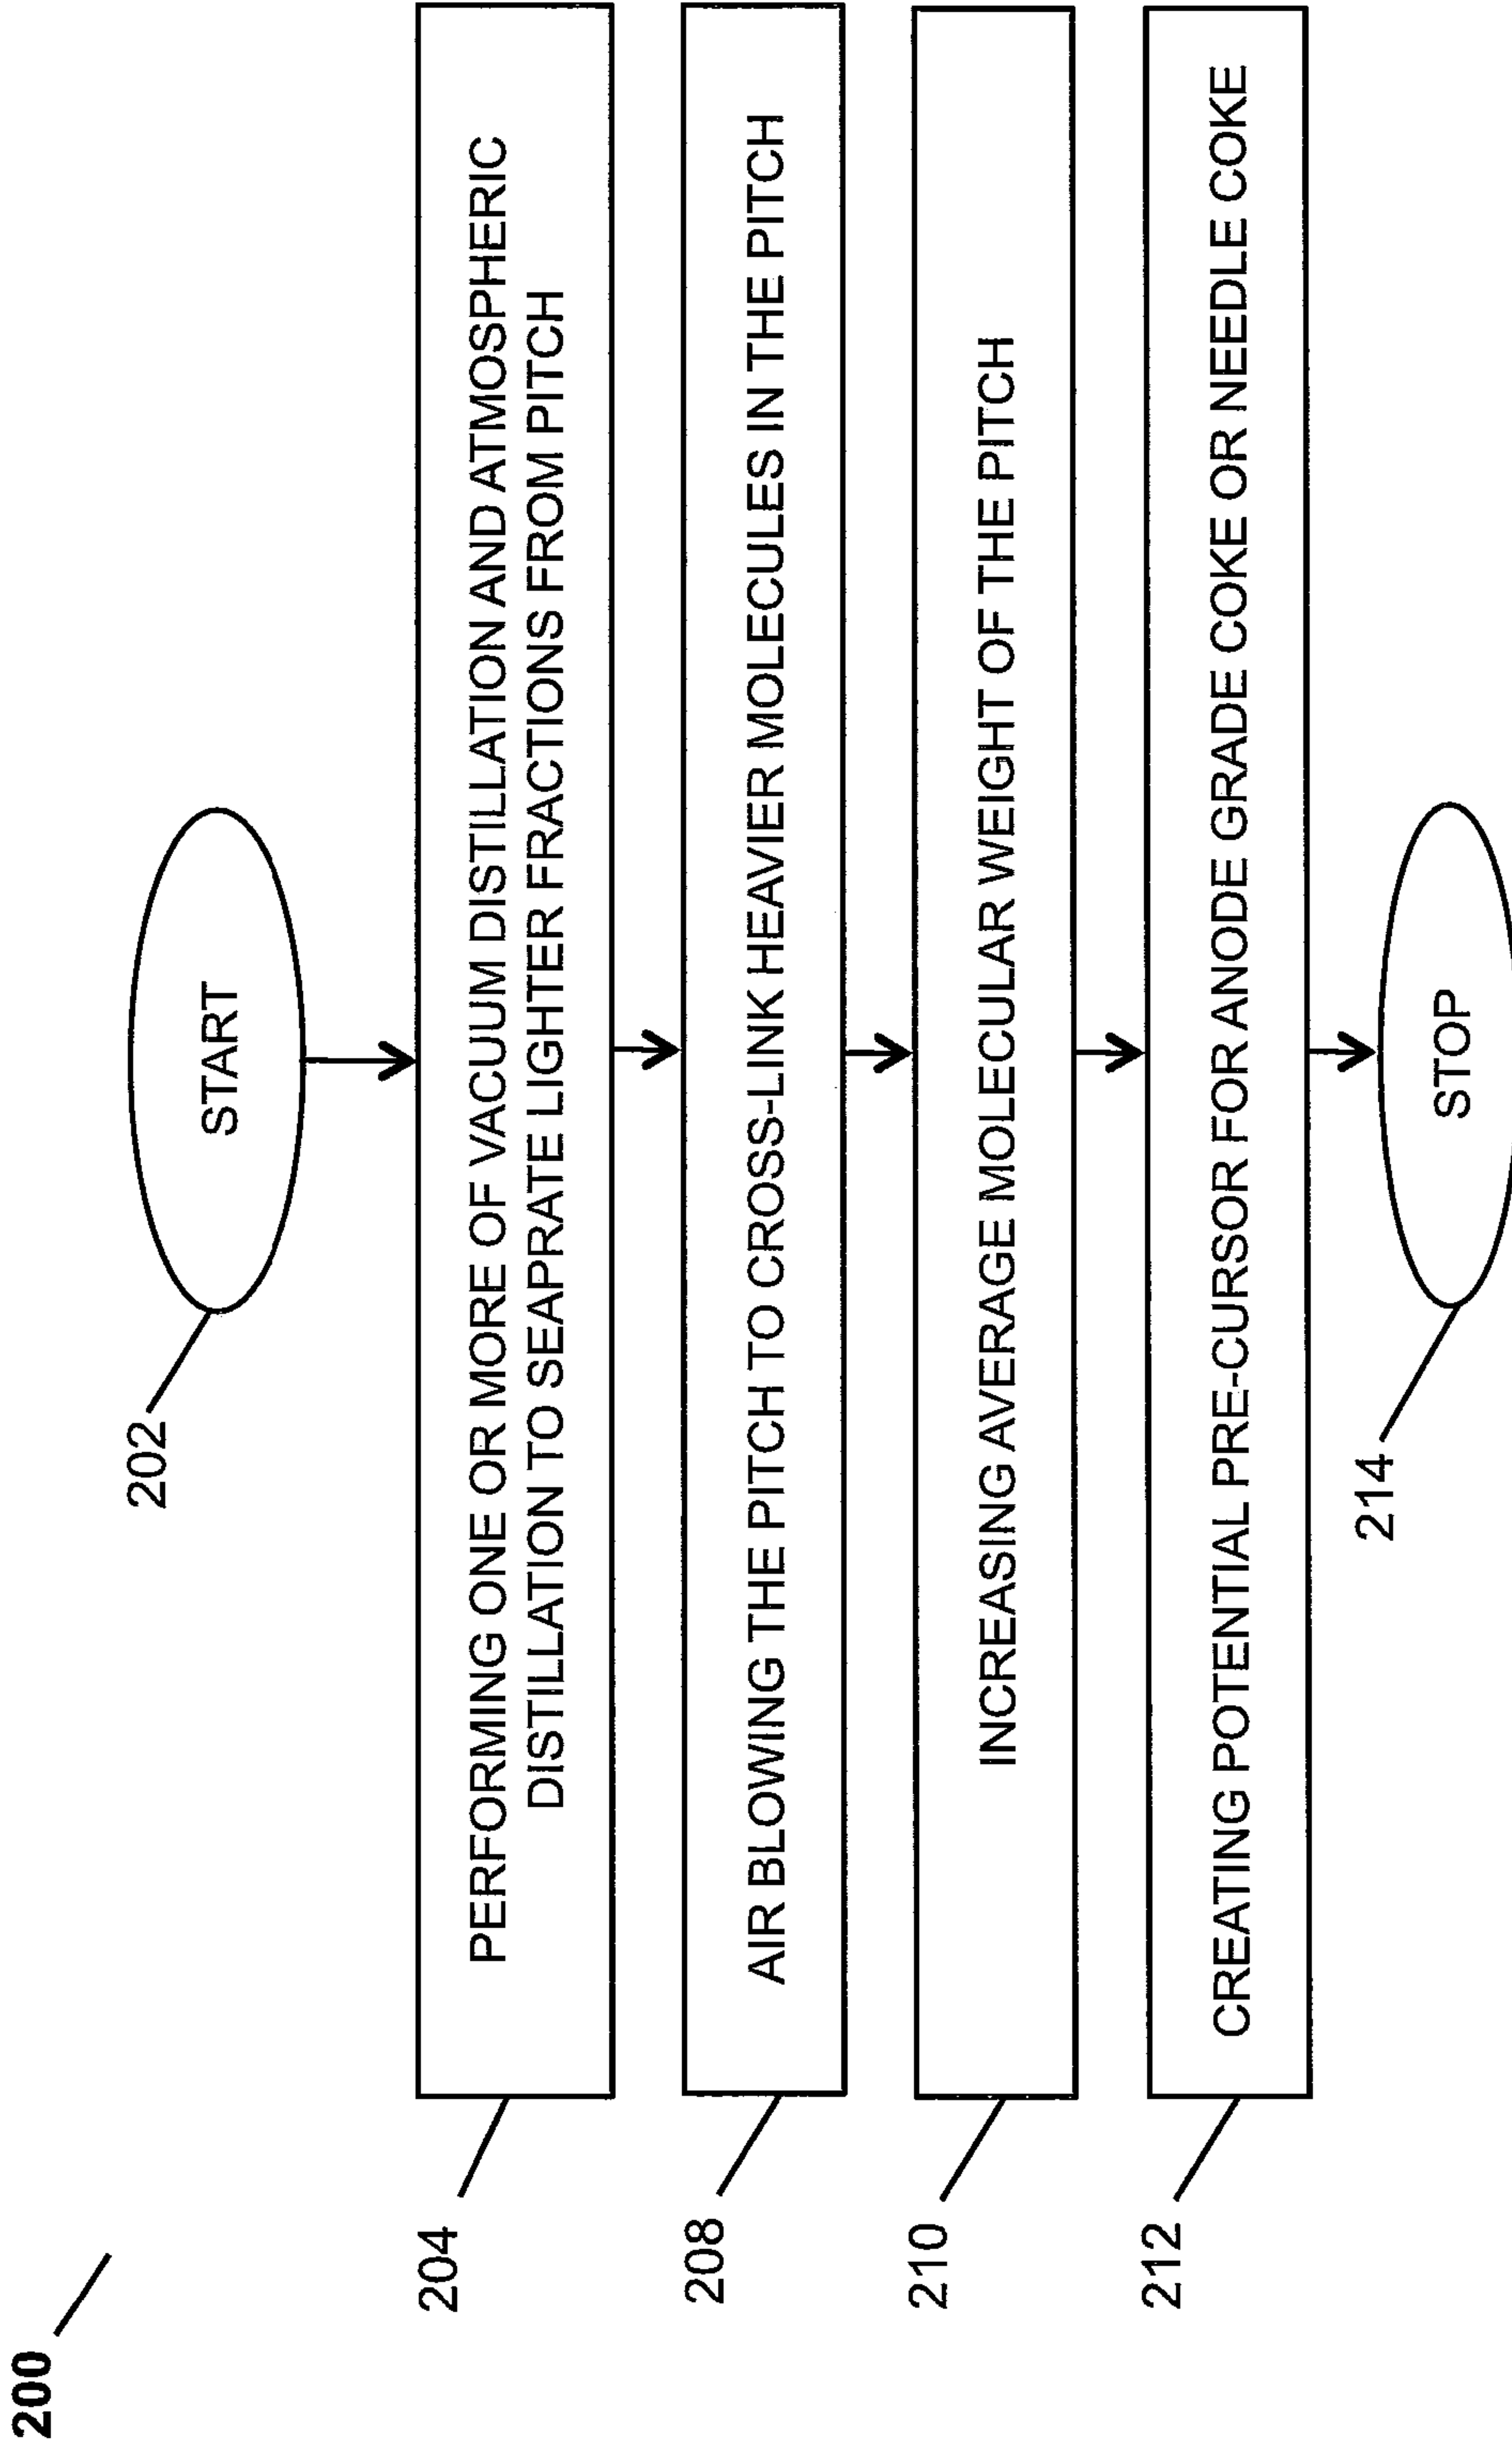 200
202
START
204
PERFORMING ONE OR MORE OF VACUUM DISTILLATION AND ATMOSPHERIC
DISTILLATION TO SEAPRATE LIGHTER FRACTIONS FROM PITCH
208
AIR BLOWING THE PITCH TO CROSS-LINK HEAVIER MOLECULES IN THE PITCH
210
INCREASING AVERAGE MOLECULAR WEIGHT OF THE PITCH
212
CREATING POTENTIAL PRE-CURSOR FOR ANODE GRADE COKE OR NEEDLE COKE
214
STOP